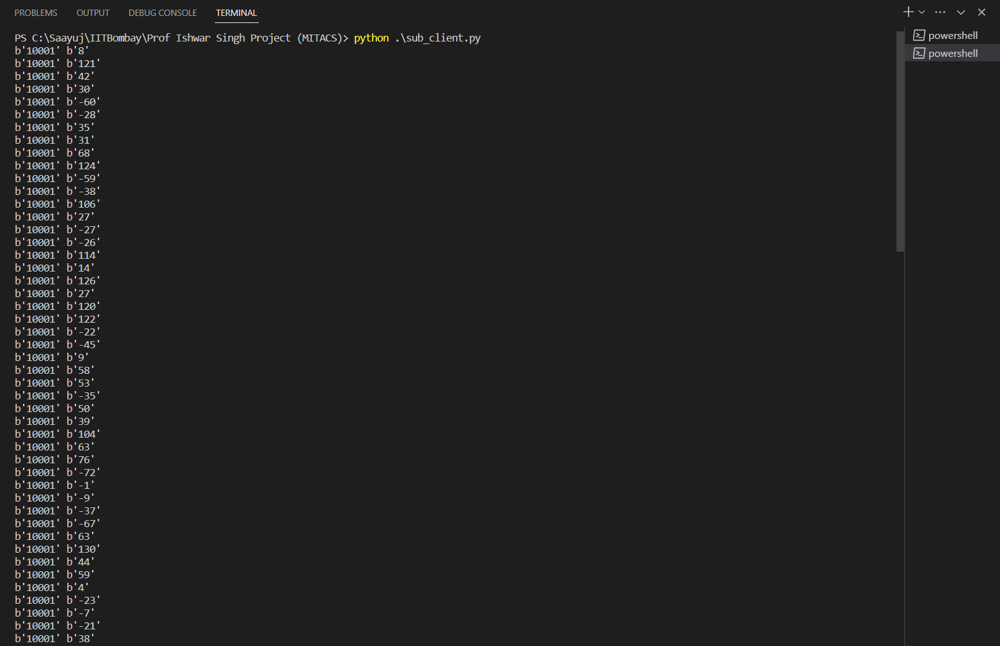 PROBLEMS OUTPUT DEBUG CONSOLE TERMINAL
PS C:\Saayuj\IITBombay\Prof Ishwar Singh Project (MITACS)> python .\sub_client.py
b'10001' b'8'
b'10001' b'121'
b'10001' b'42'
b'10001' b'30'
b'10001' b'-60'
b'10001' b'-28'
b'10001' b'35'
b'10001' b'31'
b'10001' b'68'
b'10001' b'124'
b'10001' b'-59'
b'10001' b'-38'
b'10001' b'106'
b'10001' b'27'
b'10001' b'-27'
b'10001' b'-26'
b'10001' b'114'
b'10001' b'14'
b'10001' b'126'
b'10001' b'27'
b'10001' b'120'
b'10001' b'122'
b'10001' b'-22'
b'10001' b'-45'
b'10001' b'9'
b'10001' b'58'
b'10001' b'53'
b'10001' b'-35'
b'10001' b'50'
b'10001' b'39'
b'10001' b'104'
b'10001' b'63'
b'10001' b'76'
b'10001' b'-72'
b'10001' b'-1'
b'10001' b'-9'
b'10001' b'-37'
b'10001' b'-67'
b'10001' b'63'
b'10001' b'130'
b'10001' b'44'
b'10001' b'59'
b'10001' b'4'
b'10001' b'-23'
b'10001' b'-7'
b'10001' b'-21'
b'10001' b'38'
powershell
powershell